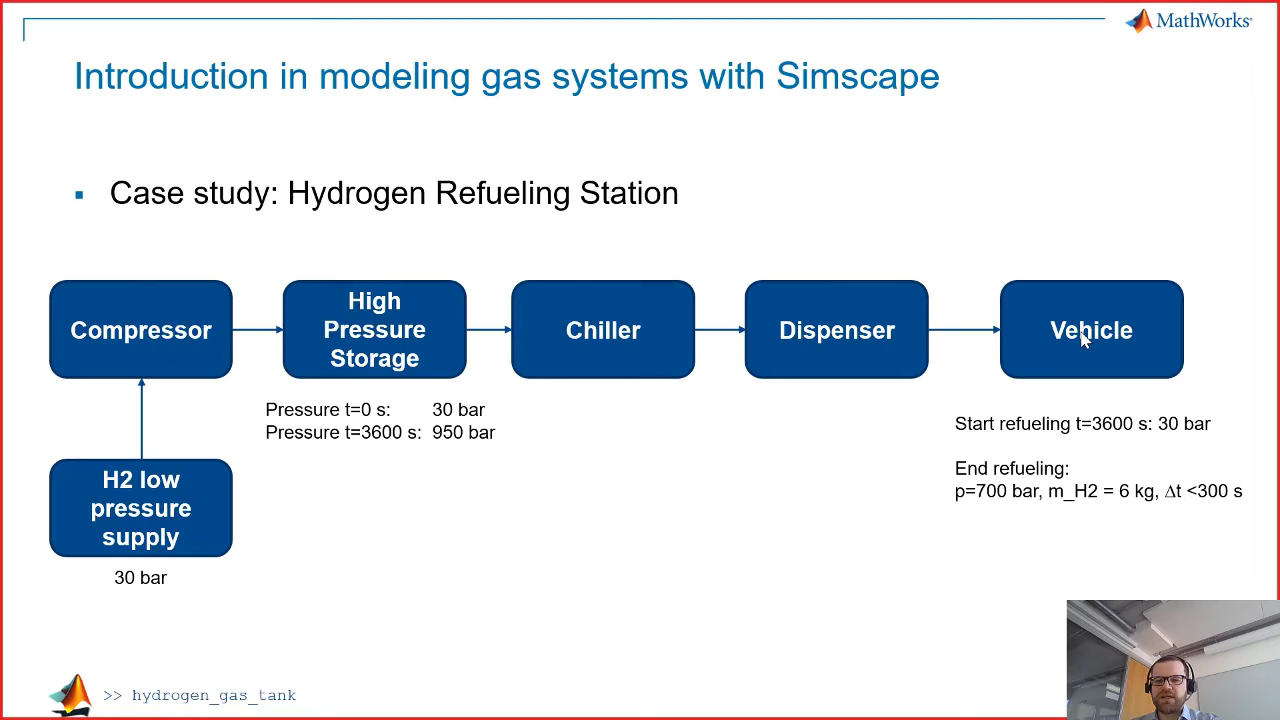 MathWorks®
Introduction in modeling gas systems with Simscape
Case study: Hydrogen Refueling Station
Compressor
High
Pressure
Storage
Chiller
Dispenser
Vehicle
Pressure t=0 s: 30 bar
Pressure t=3600 s: 950 bar
Start refueling t=3600 s: 30 bar
End refueling:
p=700 bar, m_H2 = 6 kg, Δt <300 s
H2 low
pressure
supply
30 bar
>> hydrogen_gas_tank